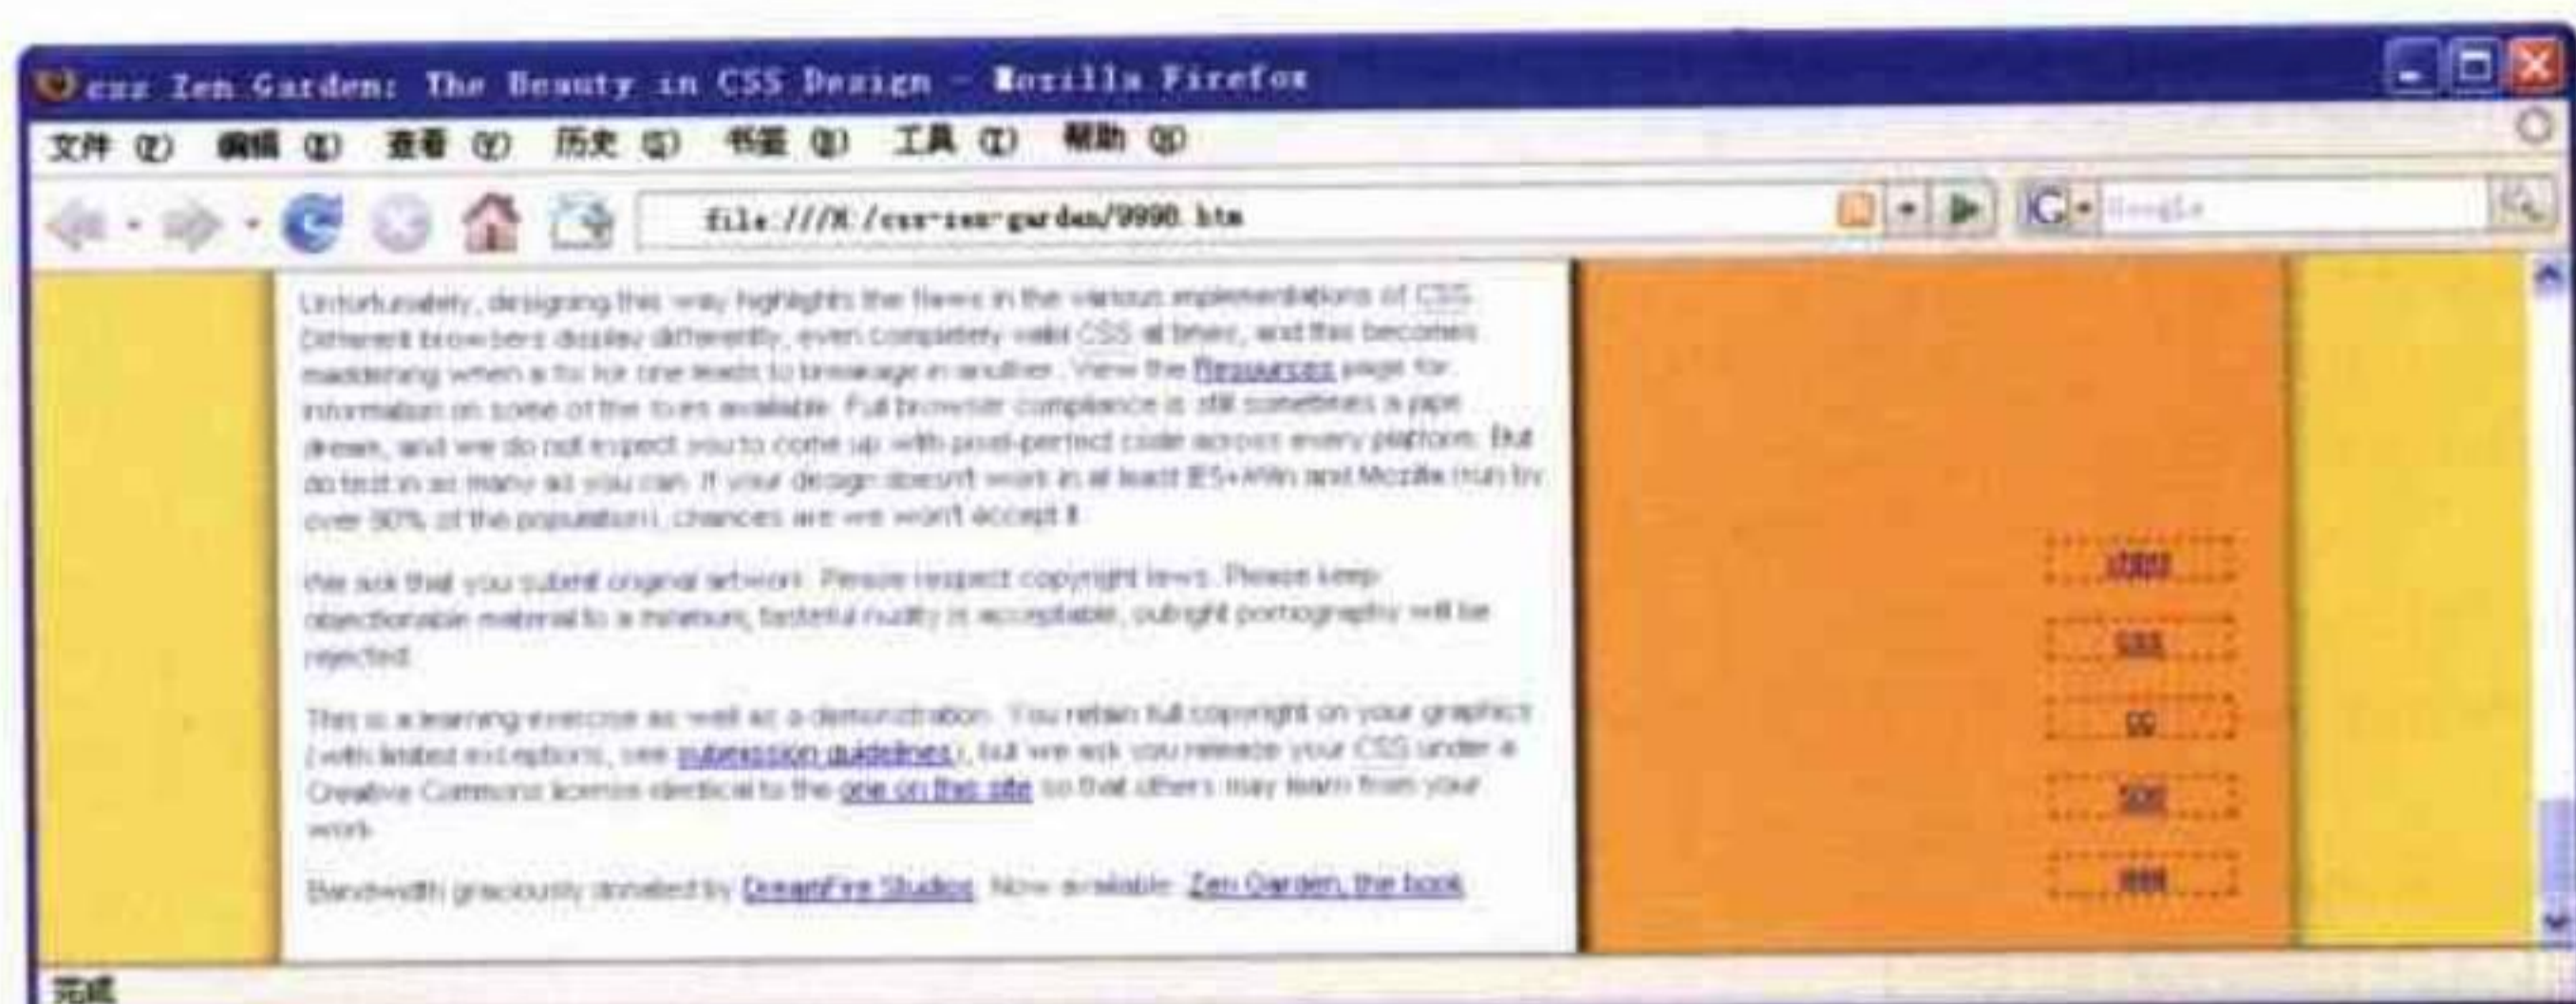 css Zen Garden: The Beauty in CSS Design - Mozilla Firefox
文件 (F) 编辑 (E) 查看 (V) 历史 (S) 书签 (B) 工具 (T) 帮助 (H)
file:///X:/css-zen-garden/9998.htm Google
Unfortunately, designing this way highlights the flaws in the various implementations of CSS.
Different browsers display differently, even completely valid CSS at times, and this becomes
maddening when a fix for one leads to breakage in another. View the Resources page for
information on some of the fixes available. Full browser compliance is still sometimes a pipe
dream, and we do not expect you to come up with pixel-perfect code across every platform. But
do test in as many as you can. If your design doesn't work in at least IE5+/Win and Mozilla (run by
over 90% of the population), chances are we won't accept it.
We ask that you submit original artwork. Please respect copyright laws. Please keep
objectionable material to a minimum; tasteful nudity is acceptable, outright pornography will be
rejected.
This is a learning exercise as well as a demonstration. You retain full copyright on your graphics
(with limited exceptions, see submission guidelines), but we ask you release your CSS under a
Creative Commons license identical to the one on this site so that others may learn from your
work.
Bandwidth graciously donated by DreamFire Studios. Now available: Zen Garden, the book.
xhtml
css
cc
508
aaa
完成